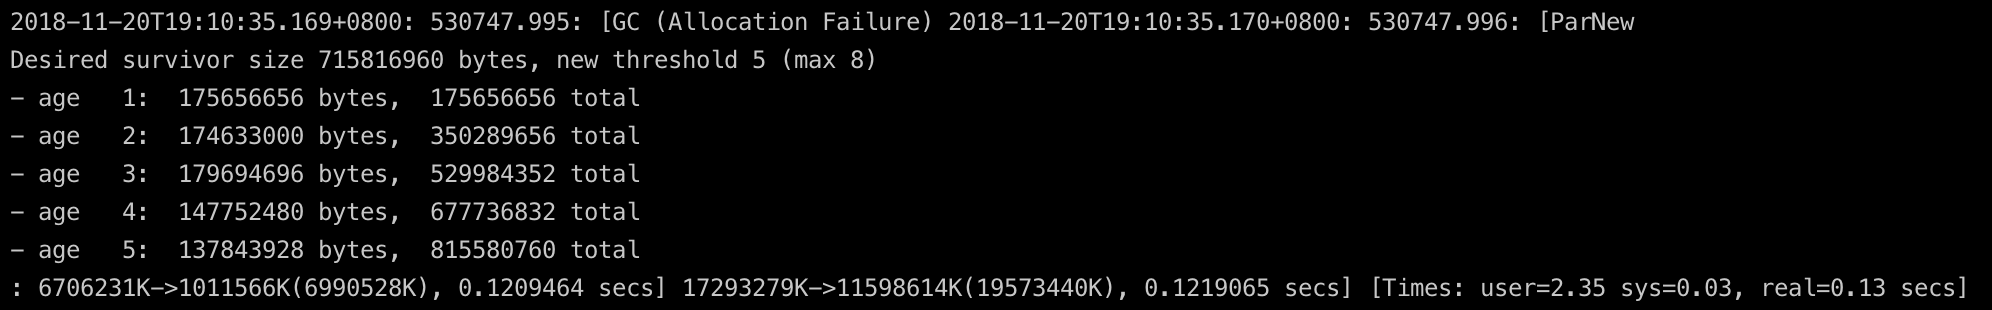 2018-11-20T19:10:35.169+0800: 530747.995: [GC (Allocation Failure) 2018-11-20T19:10:35.170+0800: 530747.996: [ParNew
Desired survivor size 715816960 bytes, new threshold 5 (max 8)
- age   1:  175656656 bytes,  175656656 total
- age   2:  174633000 bytes,  350289656 total
- age   3:  179694696 bytes,  529984352 total
- age   4:  147752480 bytes,  677736832 total
- age   5:  137843928 bytes,  815580760 total
: 6706231K->1011566K(6990528K), 0.1209464 secs] 17293279K->11598614K(19573440K), 0.1219065 secs] [Times: user=2.35 sys=0.03, real=0.13 secs]